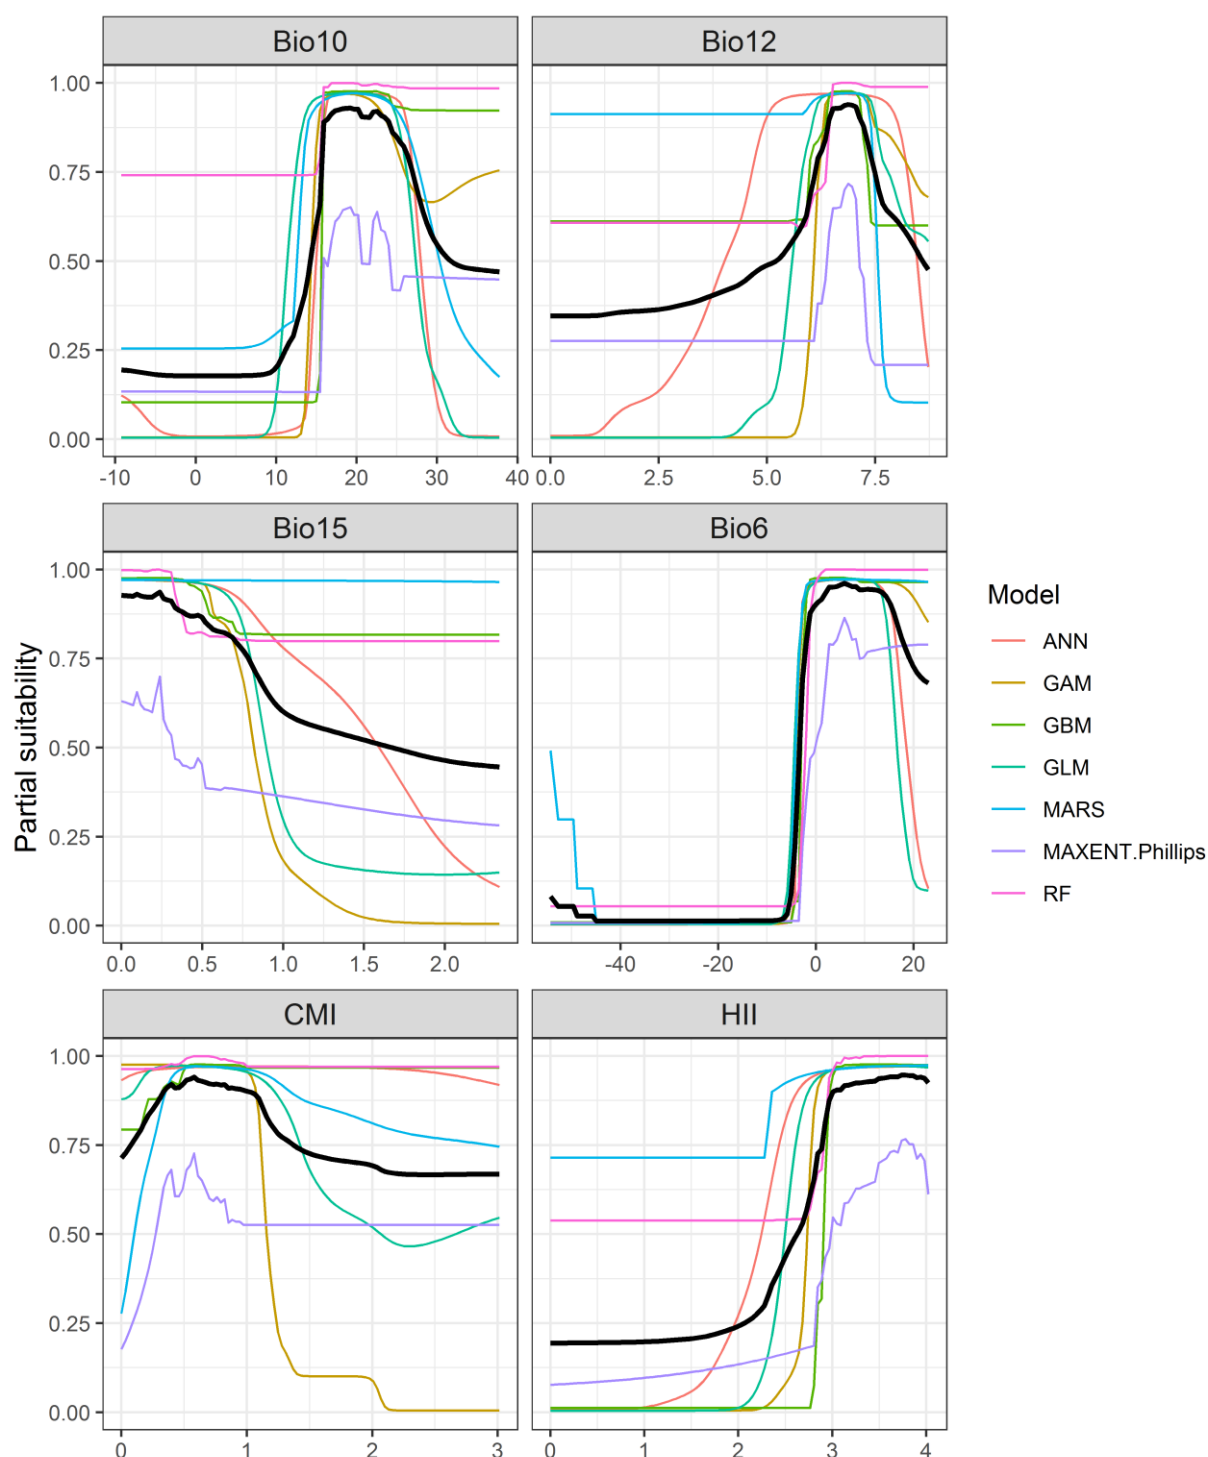 Bio10
Bio12
1.00
0.75
0.50
0.25
0.00
-10 0 10 20 30 40
0.0 2.5 5.0 7.5
Bio15
Bio6
1.00
0.75
0.50
0.25
0.00
0.0 0.5 1.0 1.5 2.0
-40 -20 0 20
CMI
HII
1.00
0.75
0.50
0.25
0.00
0 1 2 3
0 1 2 3 4
Partial suitability
Model
ANN
GAM
GBM
GLM
MARS
MAXENT.Phillips
RF